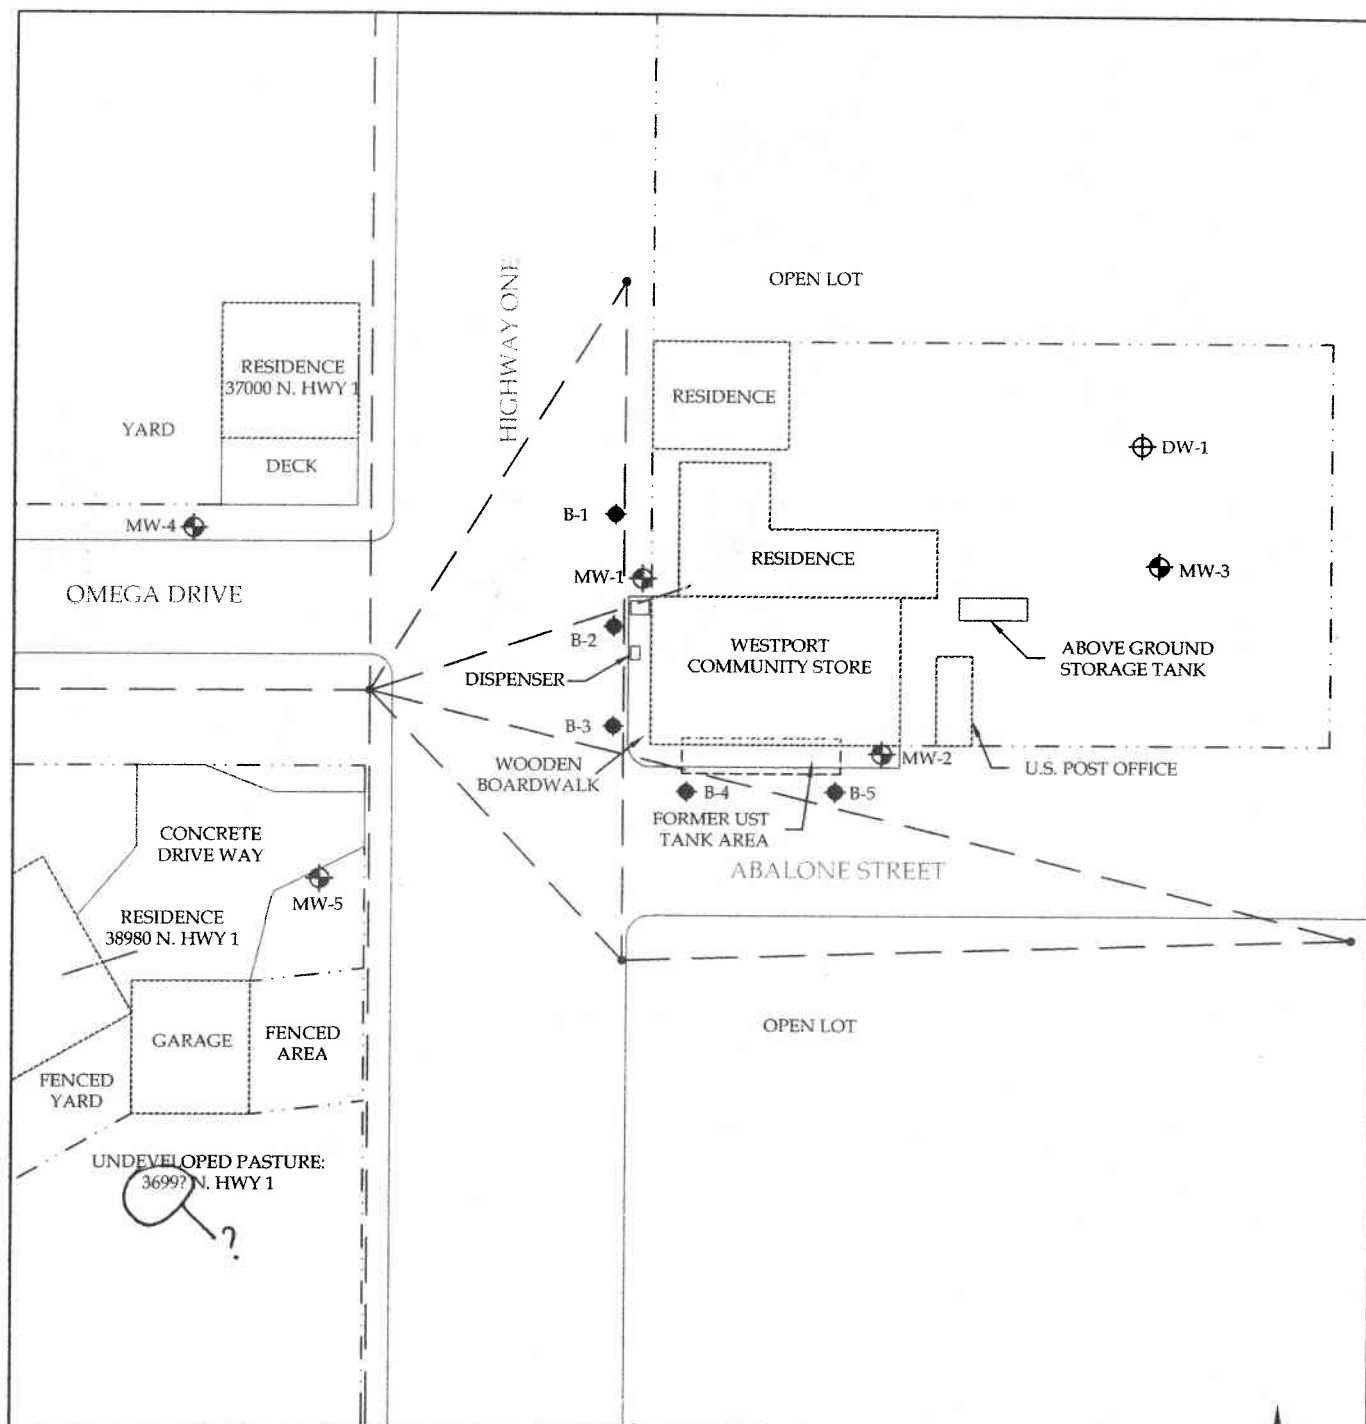 OPEN LOT
HIGHWAY ONE
RESIDENCE
37000 N. HWY 1
RESIDENCE
YARD
DW-1
DECK
B-1
MW-4
RESIDENCE
MW-1
MW-3
OMEGA DRIVE
B-2
WESTPORT
COMMUNITY STORE
ABOVE GROUND
STORAGE TANK
DISPENSER
B-3
WOODEN
BOARDWALK
MW-2
U.S. POST OFFICE
B-4
B-5
FORMER UST
TANK AREA
CONCRETE
DRIVE WAY
ABALONE STREET
MW-5
RESIDENCE
38980 N. HWY 1
OPEN LOT
GARAGE
FENCED
AREA
FENCED
YARD
UNDEVELOPED PASTURE:
3699? N. HWY 1
?